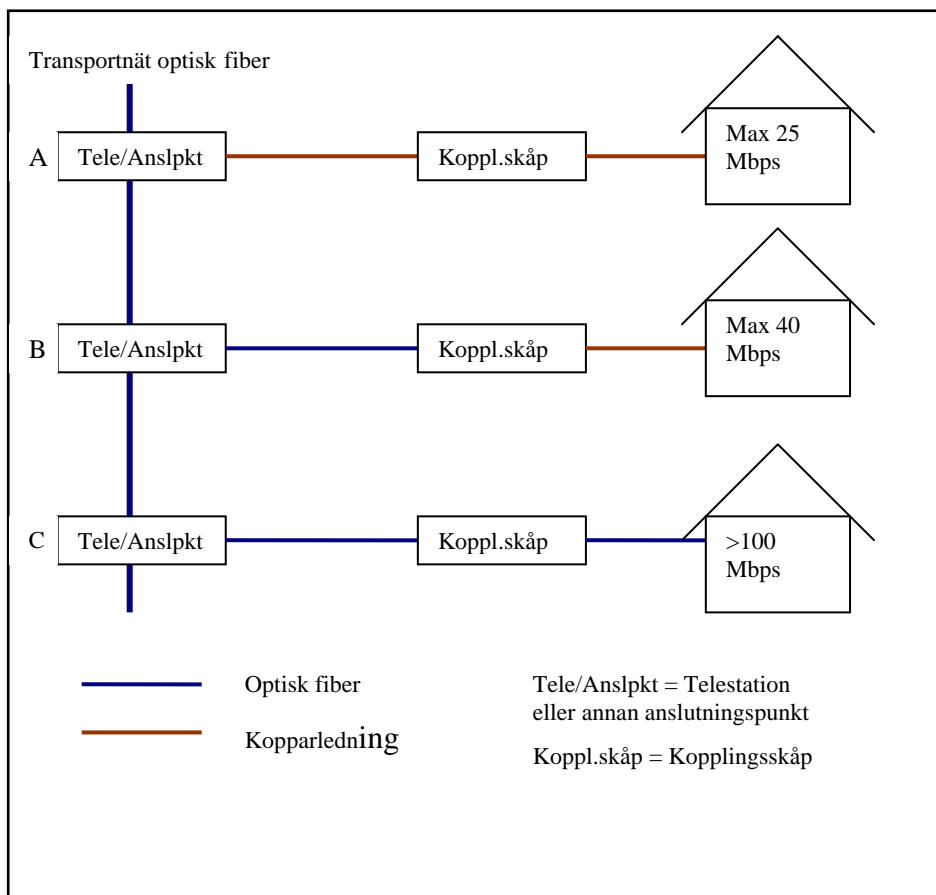 Transportnät optisk fiber
A
Tele/Anslpkt
Koppl.skåp
Max 25
Mbps
B
Tele/Anslpkt
Koppl.skåp
Max 40
Mbps
C
Tele/Anslpkt
Koppl.skåp
>100
Mbps
Optisk fiber
Kopparledning
Tele/Anslpkt = Telestation
eller annan anslutningspunkt
Koppl.skåp = Kopplingsskåp